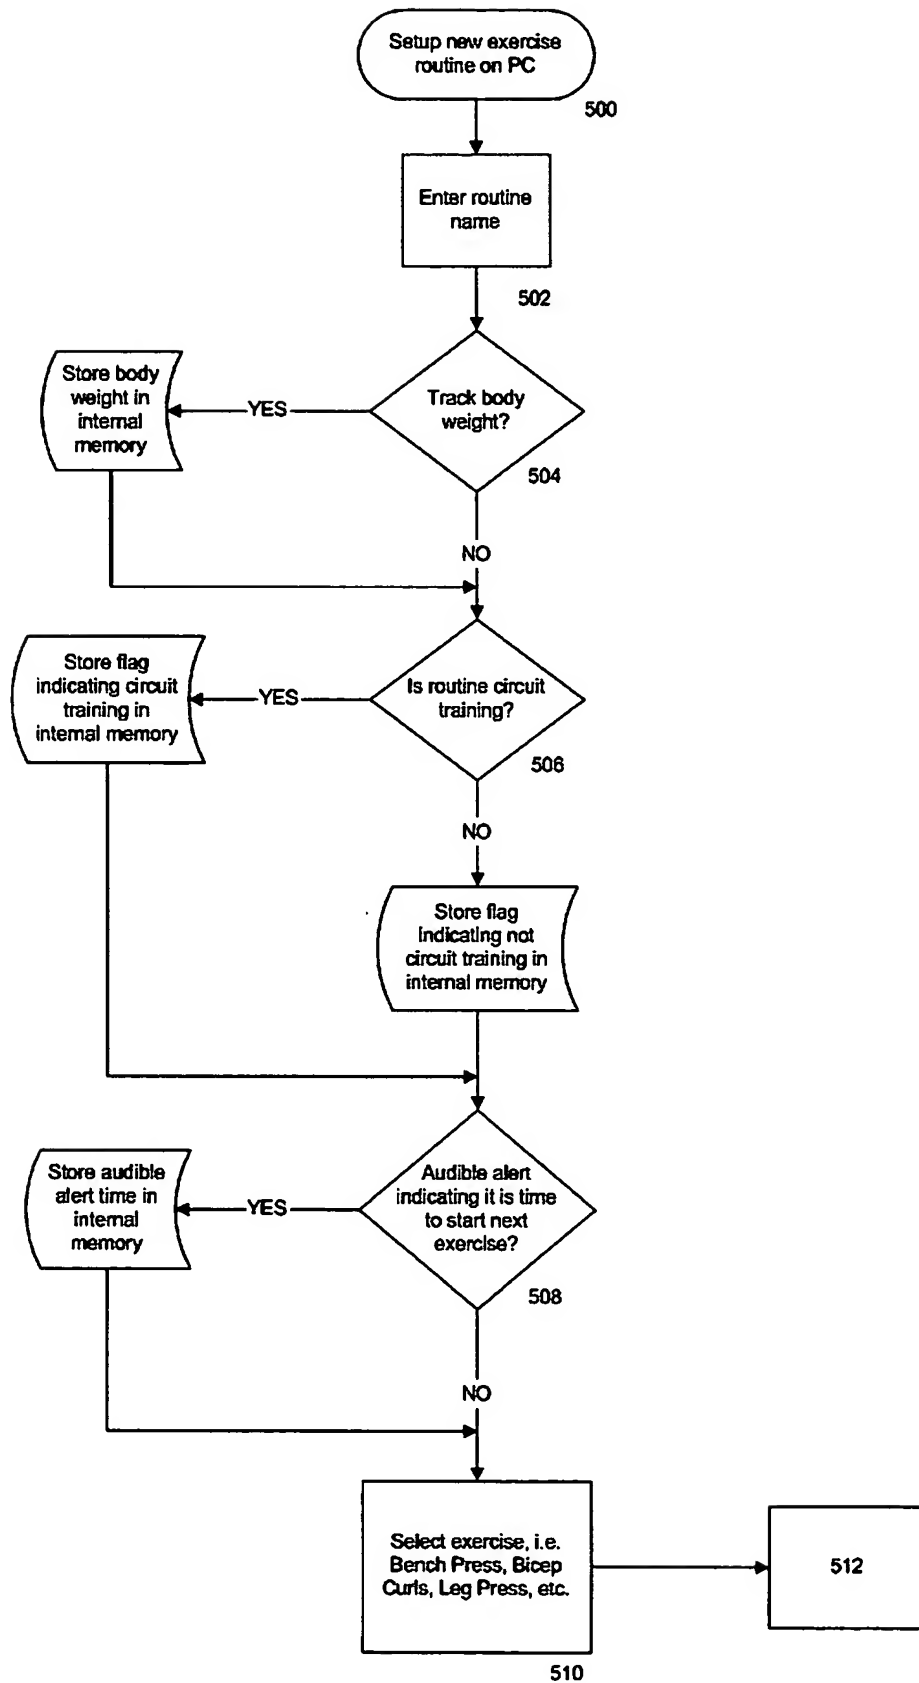 Setup new exercise
routine on PC
500
Enter routine
name
502
Store body
weight in
internal
memory
YES
Track body
weight?
504
NO
Store flag
indicating circuit
training in
internal memory
YES
Is routine circuit
training?
506
NO
Store flag
indicating not
circuit training in
internal memory
Store audible
alert time in
internal
memory
YES
Audible alert
indicating it is time
to start next
exercise?
508
NO
Select exercise, i.e.
Bench Press, Bicep
Curls, Leg Press, etc.
510
512